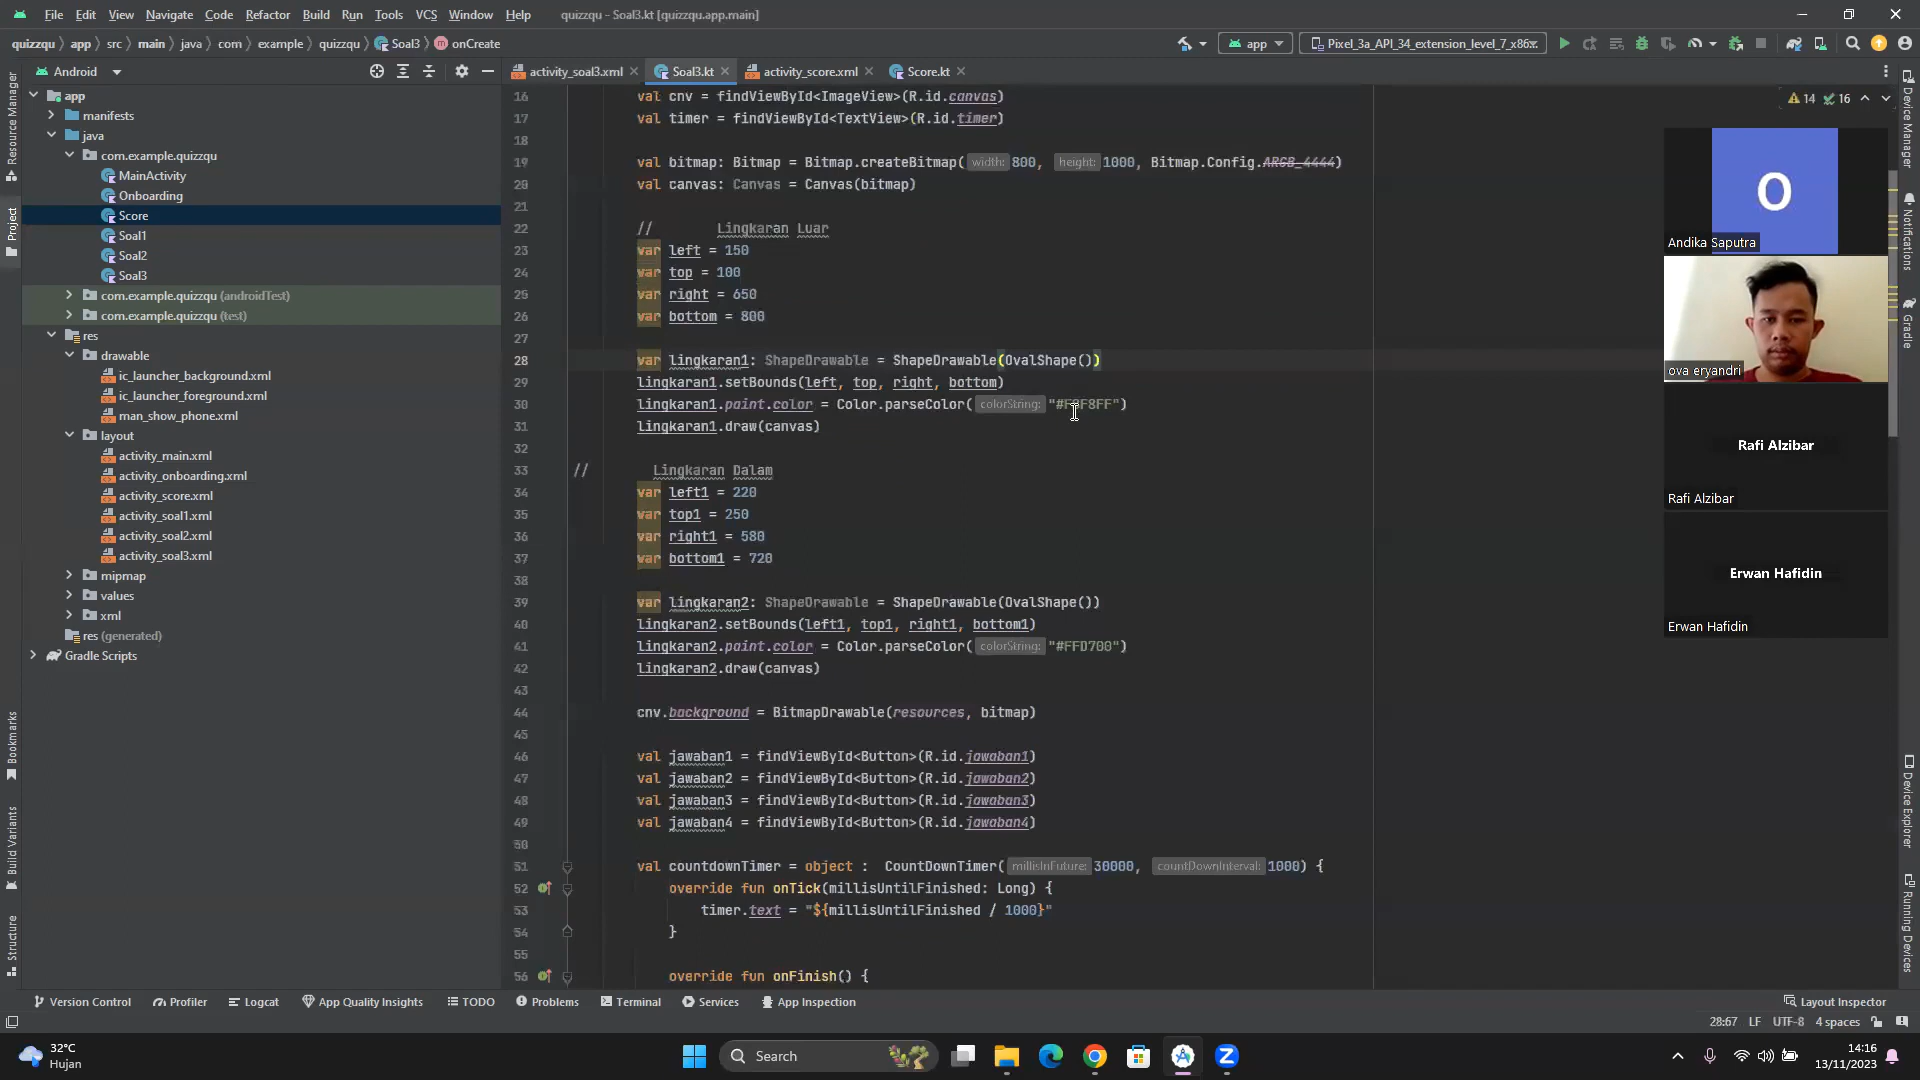 File Edit View Navigate Code Refactor Build Run Tools VCS Window Help quizzqu – Soal3.kt [quizzqu.app.main]
quizzqu app src main java com example quizzqu Soal3 onCreate app Pixel_3a_API_34_extension_level_7_x86
Android
activity_soal3.xml Soal3.kt activity_score.xml Score.kt
app
manifests
java
com.example.quizzqu
MainActivity
Onboarding
Score
Soal1
Soal2
Soal3
com.example.quizzqu (androidTest)
com.example.quizzqu (test)
res
drawable
ic_launcher_background.xml
ic_launcher_foreground.xml
man_show_phone.xml
layout
activity_main.xml
activity_onboarding.xml
activity_score.xml
activity_soal1.xml
activity_soal2.xml
activity_soal3.xml
mipmap
values
xml
res (generated)
Gradle Scripts
Resource Manager
Project
Bookmarks
Build Variants
Structure
14 16
16 val cnv = findViewById<ImageView>(R.id.canvas)
17 val timer = findViewById<TextView>(R.id.timer)
18
19 val bitmap: Bitmap = Bitmap.createBitmap( width: 800, height: 1000, Bitmap.Config.ARGB_4444)
20 val canvas: Canvas = Canvas(bitmap)
21
22 // Lingkaran Luar
23 var left = 150
24 var top = 100
25 var right = 650
26 var bottom = 800
27
28 var lingkaran1: ShapeDrawable = ShapeDrawable(OvalShape())
29 lingkaran1.setBounds(left, top, right, bottom)
30 lingkaran1.paint.color = Color.parseColor( colorString: "#F8F8FF")
31 lingkaran1.draw(canvas)
32
33 // Lingkaran Dalam
34 var left1 = 220
35 var top1 = 250
36 var right1 = 580
37 var bottom1 = 720
38
39 var lingkaran2: ShapeDrawable = ShapeDrawable(OvalShape())
40 lingkaran2.setBounds(left1, top1, right1, bottom1)
41 lingkaran2.paint.color = Color.parseColor( colorString: "#FFD700")
42 lingkaran2.draw(canvas)
43
44 cnv.background = BitmapDrawable(resources, bitmap)
45
46 val jawaban1 = findViewById<Button>(R.id.jawaban1)
47 val jawaban2 = findViewById<Button>(R.id.jawaban2)
48 val jawaban3 = findViewById<Button>(R.id.jawaban3)
49 val jawaban4 = findViewById<Button>(R.id.jawaban4)
50
51 val countdownTimer = object : CountDownTimer( millisInFuture: 30000, countDownInterval: 1000) {
52 override fun onTick(millisUntilFinished: Long) {
53 timer.text = "${millisUntilFinished / 1000}"
54 }
55
56 override fun onFinish() {
O
Andika Saputra
ova eryandri
Rafi Alzibar
Rafi Alzibar
Erwan Hafidin
Erwan Hafidin
Device Manager
Notifications
Gradle
Device Explorer
Running Devices
Version Control Profiler Logcat App Quality Insights TODO Problems Terminal Services App Inspection Layout Inspector
28:67 LF UTF-8 4 spaces
32°C
Hujan
Search
14:16
13/11/2023